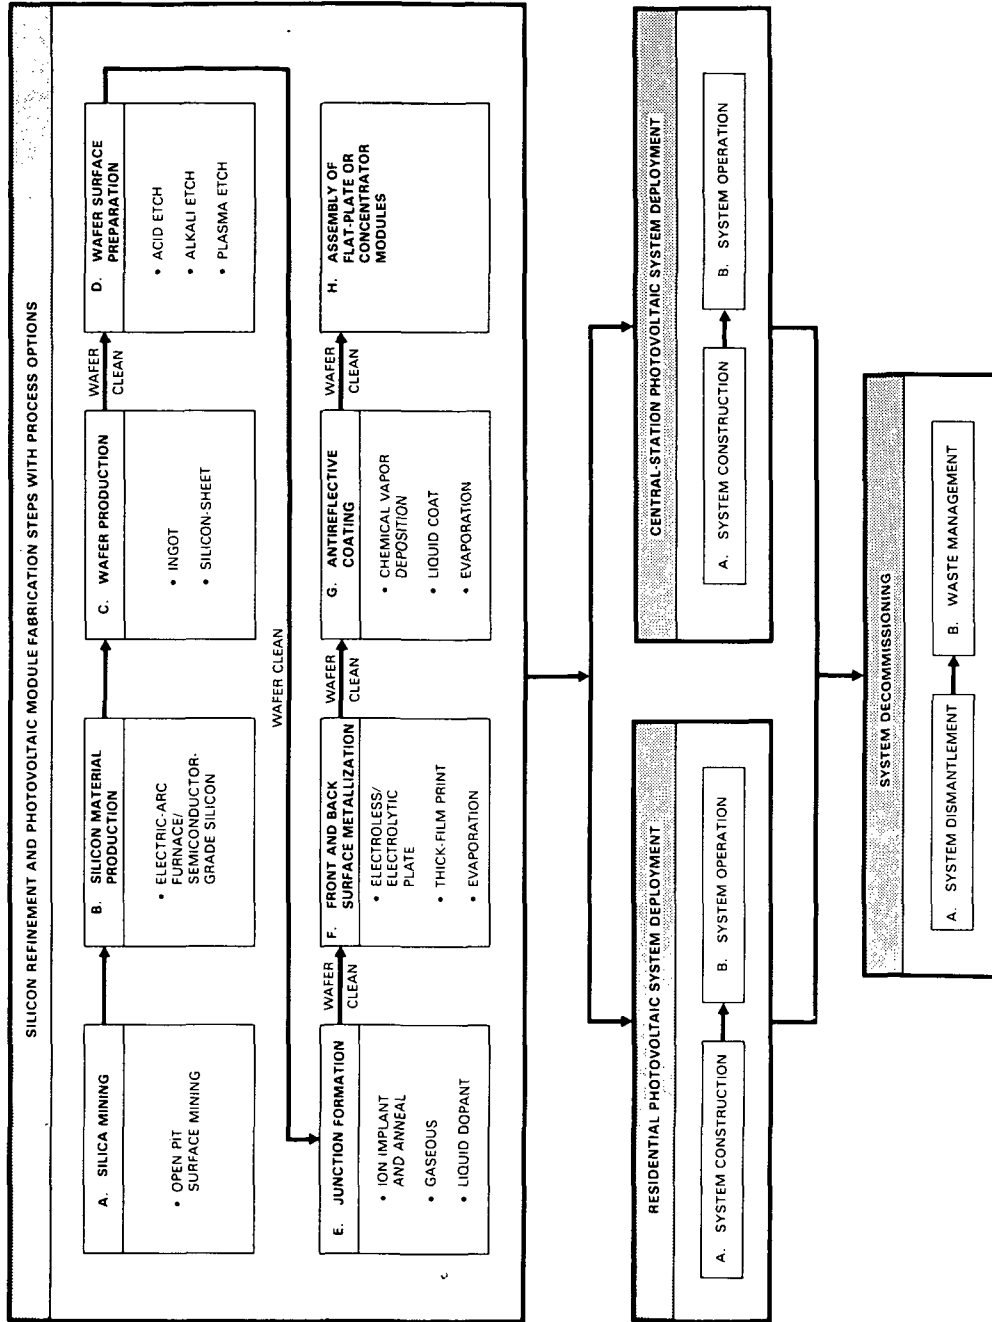 SILICON REFINEMENT AND PHOTOVOLTAIC MODULE FABRICATION STEPS WITH PROCESS OPTIONS
A. SILICA MINING
• OPEN PIT
SURFACE MINING
B. SILICON MATERIAL
PRODUCTION
• ELECTRIC-ARC
FURNACE/
SEMICONDUCTOR-
GRADE SILICON
C. WAFER PRODUCTION
• INGOT
• SILICON-SHEET
WAFER
CLEAN
D. WAFER SURFACE
PREPARATION
• ACID ETCH
• ALKALI ETCH
• PLASMA ETCH
WAFER CLEAN
E. JUNCTION FORMATION
• ION IMPLANT
AND ANNEAL
• GASEOUS
• LIQUID DOPANT
WAFER
CLEAN
F. FRONT AND BACK
SURFACE METALLIZATION
• ELECTROLESS/
ELECTROLYTIC
PLATE
• THICK-FILM PRINT
• EVAPORATION
WAFER
CLEAN
G. ANTIREFLECTIVE
COATING
• CHEMICAL VAPOR
DEPOSITION
• LIQUID COAT
• EVAPORATION
WAFER
CLEAN
H. ASSEMBLY OF
FLAT-PLATE OR
CONCENTRATOR
MODULES
RESIDENTIAL PHOTOVOLTAIC SYSTEM DEPLOYMENT
A. SYSTEM CONSTRUCTION
B. SYSTEM OPERATION
CENTRAL-STATION PHOTOVOLTAIC SYSTEM DEPLOYMENT
A. SYSTEM CONSTRUCTION
B. SYSTEM OPERATION
SYSTEM DECOMMISSIONING
A. SYSTEM DISMANTLEMENT
B. WASTE MANAGEMENT